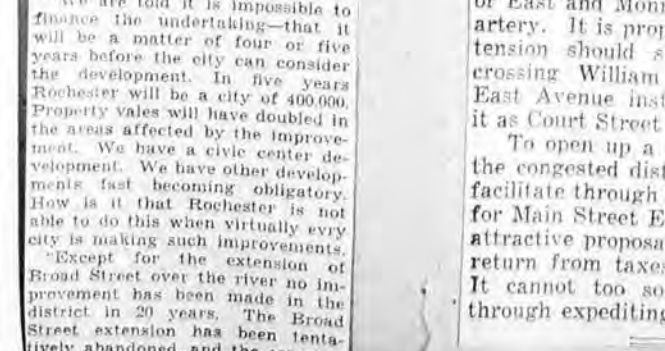 We are told it is impossible to
finance the undertaking—that it
will be a matter of four or five
years before the city can consider
the development. In five years
Rochester will be a city of 400,000.
Property vales will have doubled in
the areas affected by the improve-
ment. We have a civic center de-
velopment. We have other develop-
ments fast becoming obligatory.
How is it that Rochester is not
able to do this when virtually evry
city is making such improvements.
"Except for the extension of
Broad Street over the river no im-
provement has been made in the
district in 20 years. The Broad
Street extension has been tenta-
tively abandoned and the
of East and Monr
artery. It is prop
tension should s
crossing William
East Avenue inst
it as Court Street
To open up a
the congested dist
facilitate through
for Main Street E
attractive proposa
return from taxes
It cannot too so
through expediting